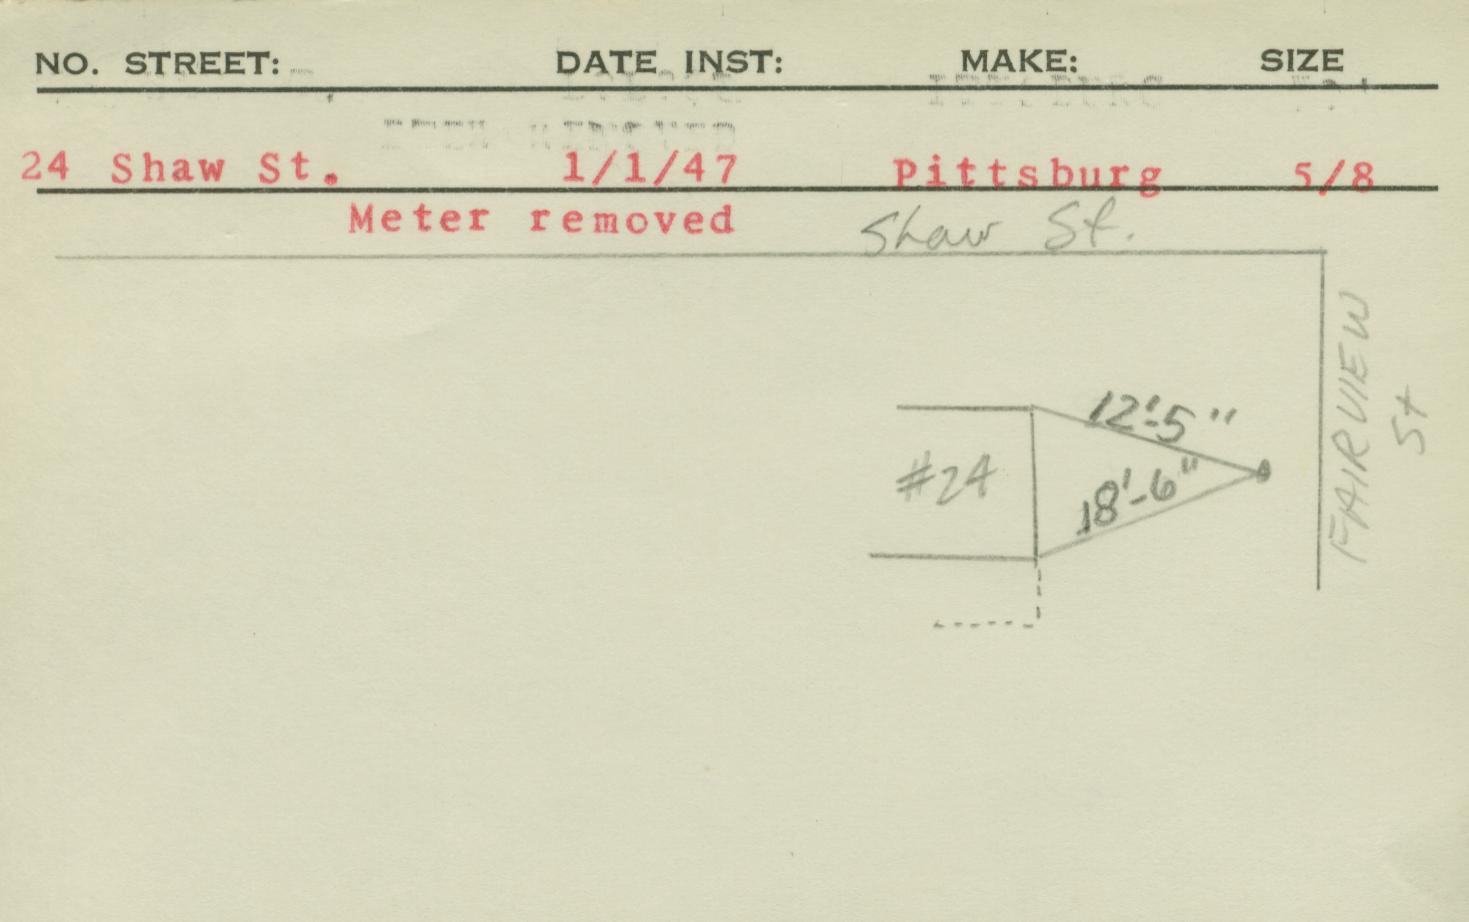 NO. STREET: DATE INST: MAKE: SIZE
24 Shaw St. 1/1/47 Pittsburg 5/8
Meter removed
Shaw St.
FAIRVIEW St
12'-5"
#24
18'-6"